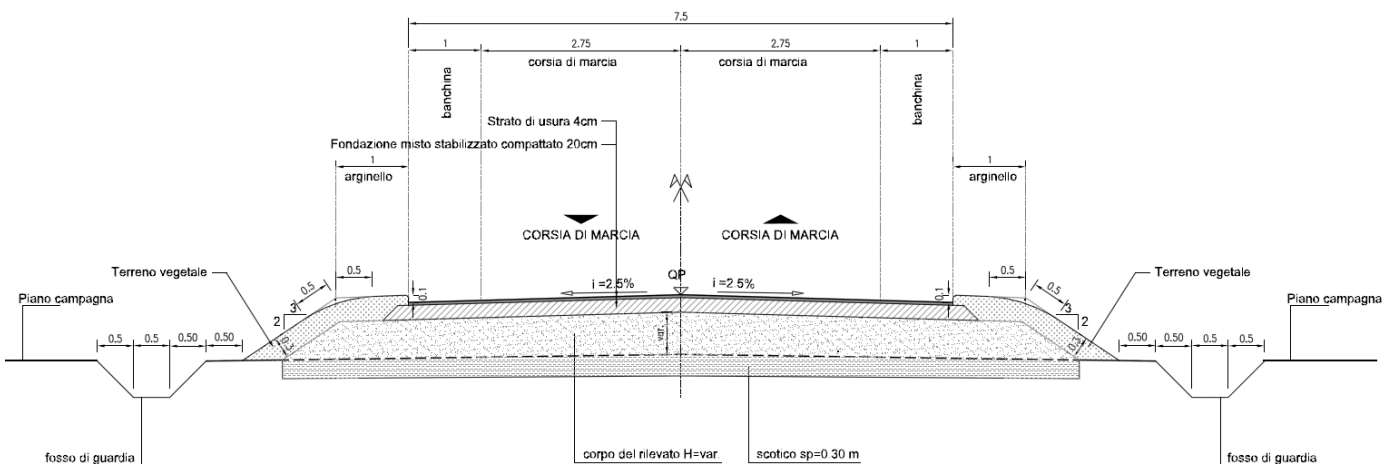 7.5
1
2.75
2.75
1
banchina
corsia di marcia
corsia di marcia
banchina
Strato di usura 4cm
Fondazione misto stabilizzato compattato 20cm
1
arginello
1
arginello
CORSIA DI MARCIA
CORSIA DI MARCIA
Terreno vegetale
0.5
0.5
QP
i =2.5%
i =2.5%
0.5
0.5
Terreno vegetale
Piano campagna
0.1
0.1
Piano campagna
3
2
3
2
var.
0.3
0.3
0.5
0.5
0.50
0.50
0.50
0.50
0.5
0.5
fosso di guardia
corpo del rilevato H=var.
scotico sp=0.30 m
fosso di guardia